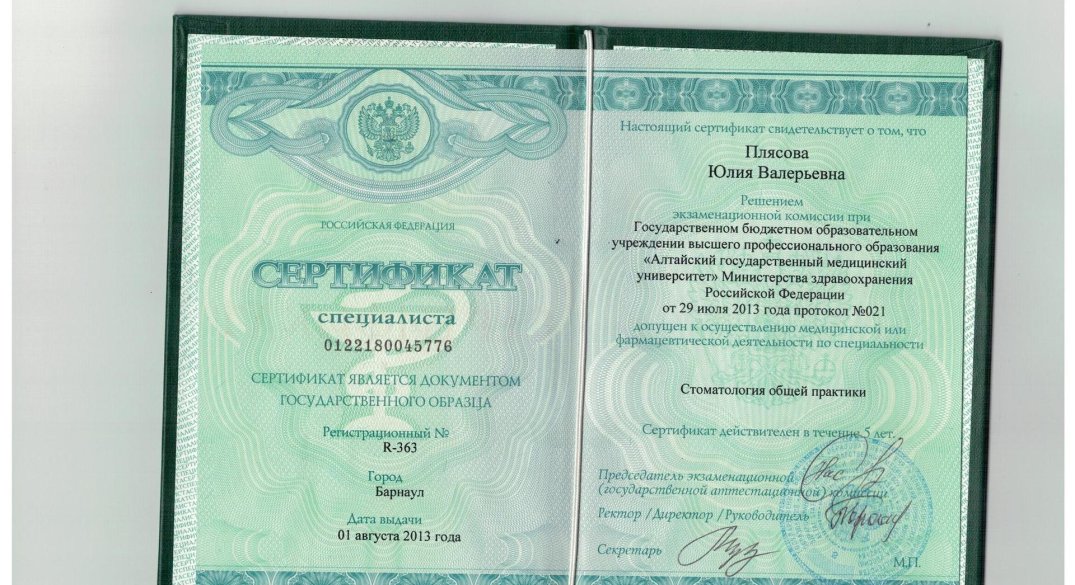 РОССИЙСКАЯ ФЕДЕРАЦИЯ
СЕРТИФИКАТ
специалиста
0122180045776
СЕРТИФИКАТ ЯВЛЯЕТСЯ ДОКУМЕНТОМ
ГОСУДАРСТВЕННОГО ОБРАЗЦА
Регистрационный №
R-363
Город
Барнаул
Дата выдачи
01 августа 2013 года
Настоящий сертификат свидетельствует о том, что
Плясова
Юлия Валерьевна
Решением
экзаменационной комиссии при
Государственном бюджетном образовательном
учреждении высшего профессионального образования
«Алтайский государственный медицинский
университет» Министерства здравоохранения
Российской Федерации
от 29 июля 2013 года протокол №021
допущен к осуществлению медицинской или
фармацевтической деятельности по специальности
Стоматология общей практики
Сертификат действителен в течение 5 лет.
Председатель экзаменационной
(государственной аттестационной) комиссии
Ректор /Директор /Руководитель
Секретарь
М.П.